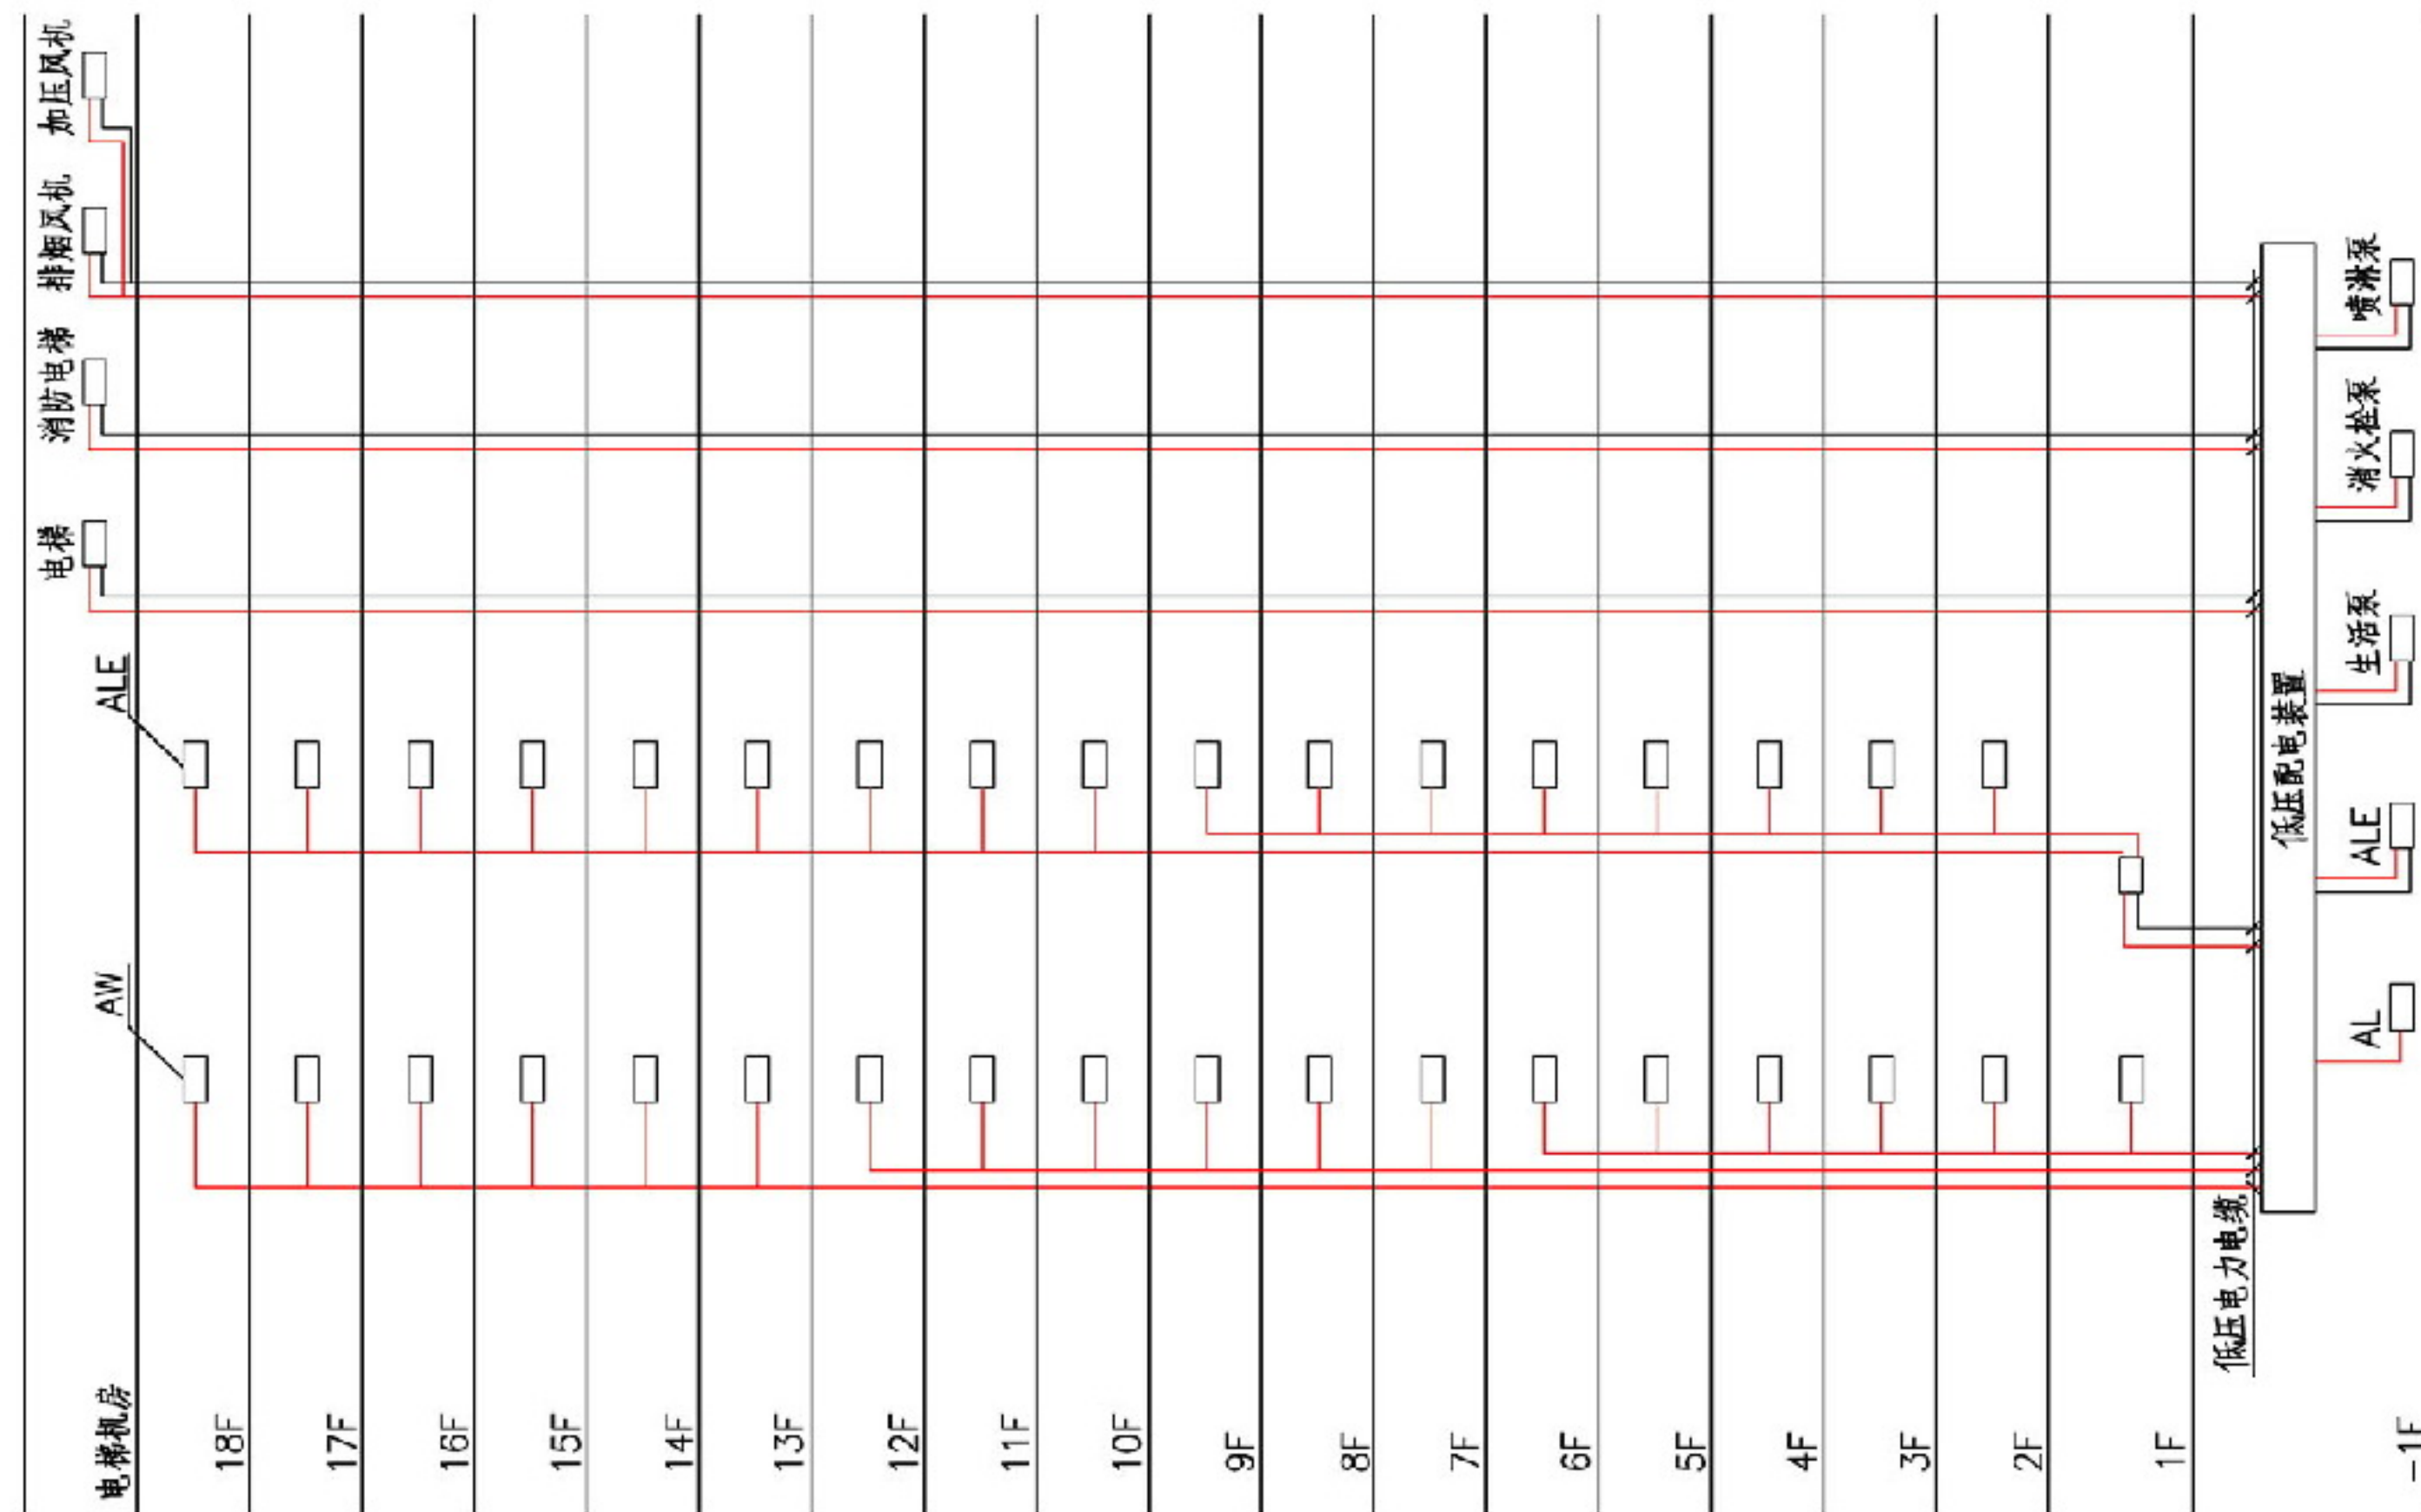 加压风机
排烟风机
消防电梯
电梯
ALE
AW
电梯机房
18F
17F
16F
15F
14F
13F
12F
11F
10F
9F
8F
7F
6F
5F
4F
3F
2F
1F
低压电力电缆
低压配电装置
喷淋泵
消火栓泵
生活泵
ALE
AL
-1F